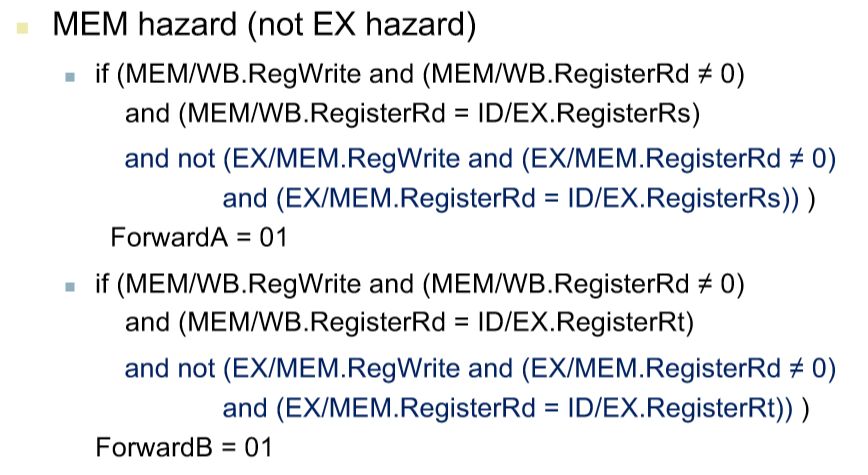 MEM hazard (not EX hazard)
if (MEM/WB.RegWrite and (MEM/WB.RegisterRd ≠ 0)
and (MEM/WB.RegisterRd = ID/EX.RegisterRs)
and not (EX/MEM.RegWrite and (EX/MEM.RegisterRd ≠ 0)
and (EX/MEM.RegisterRd = ID/EX.RegisterRs)) )
ForwardA = 01
if (MEM/WB.RegWrite and (MEM/WB.RegisterRd ≠ 0)
and (MEM/WB.RegisterRd = ID/EX.RegisterRt)
and not (EX/MEM.RegWrite and (EX/MEM.RegisterRd ≠ 0)
and (EX/MEM.RegisterRd = ID/EX.RegisterRt)) )
ForwardB = 01